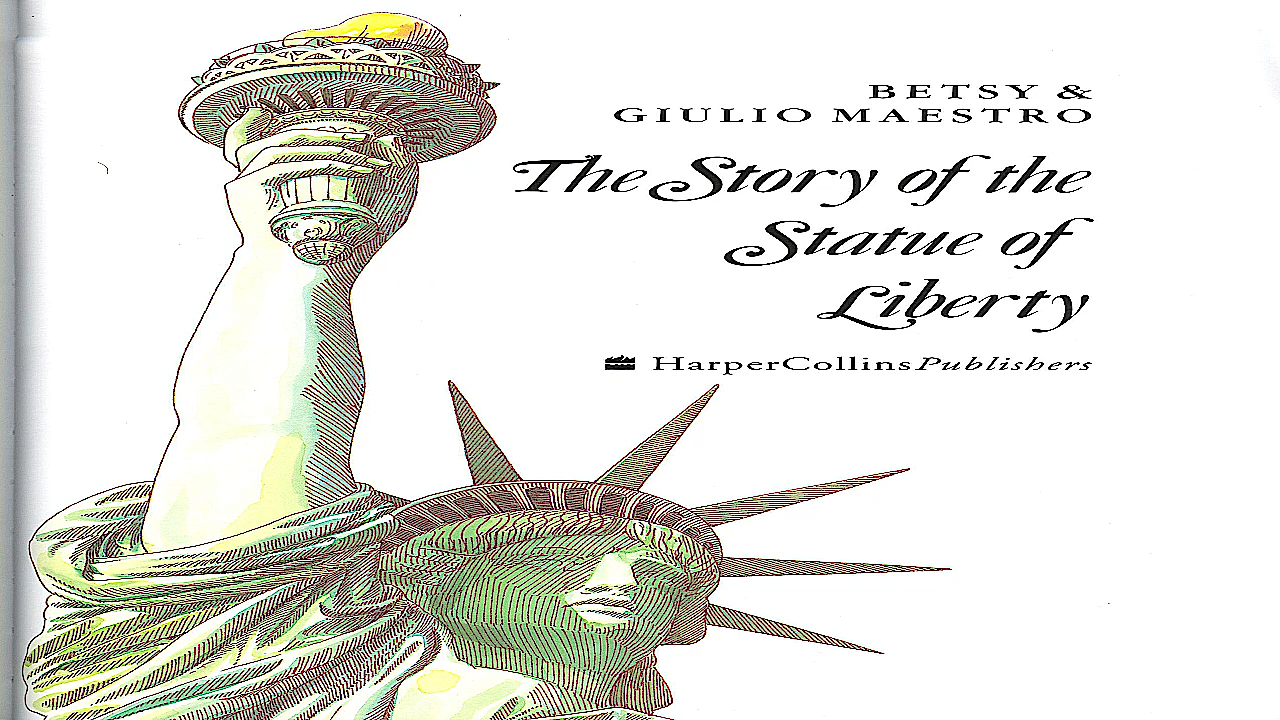 BETSY &
GIULIO MAESTRO
The Story of the
Statue of
Liberty
HarperCollinsPublishers